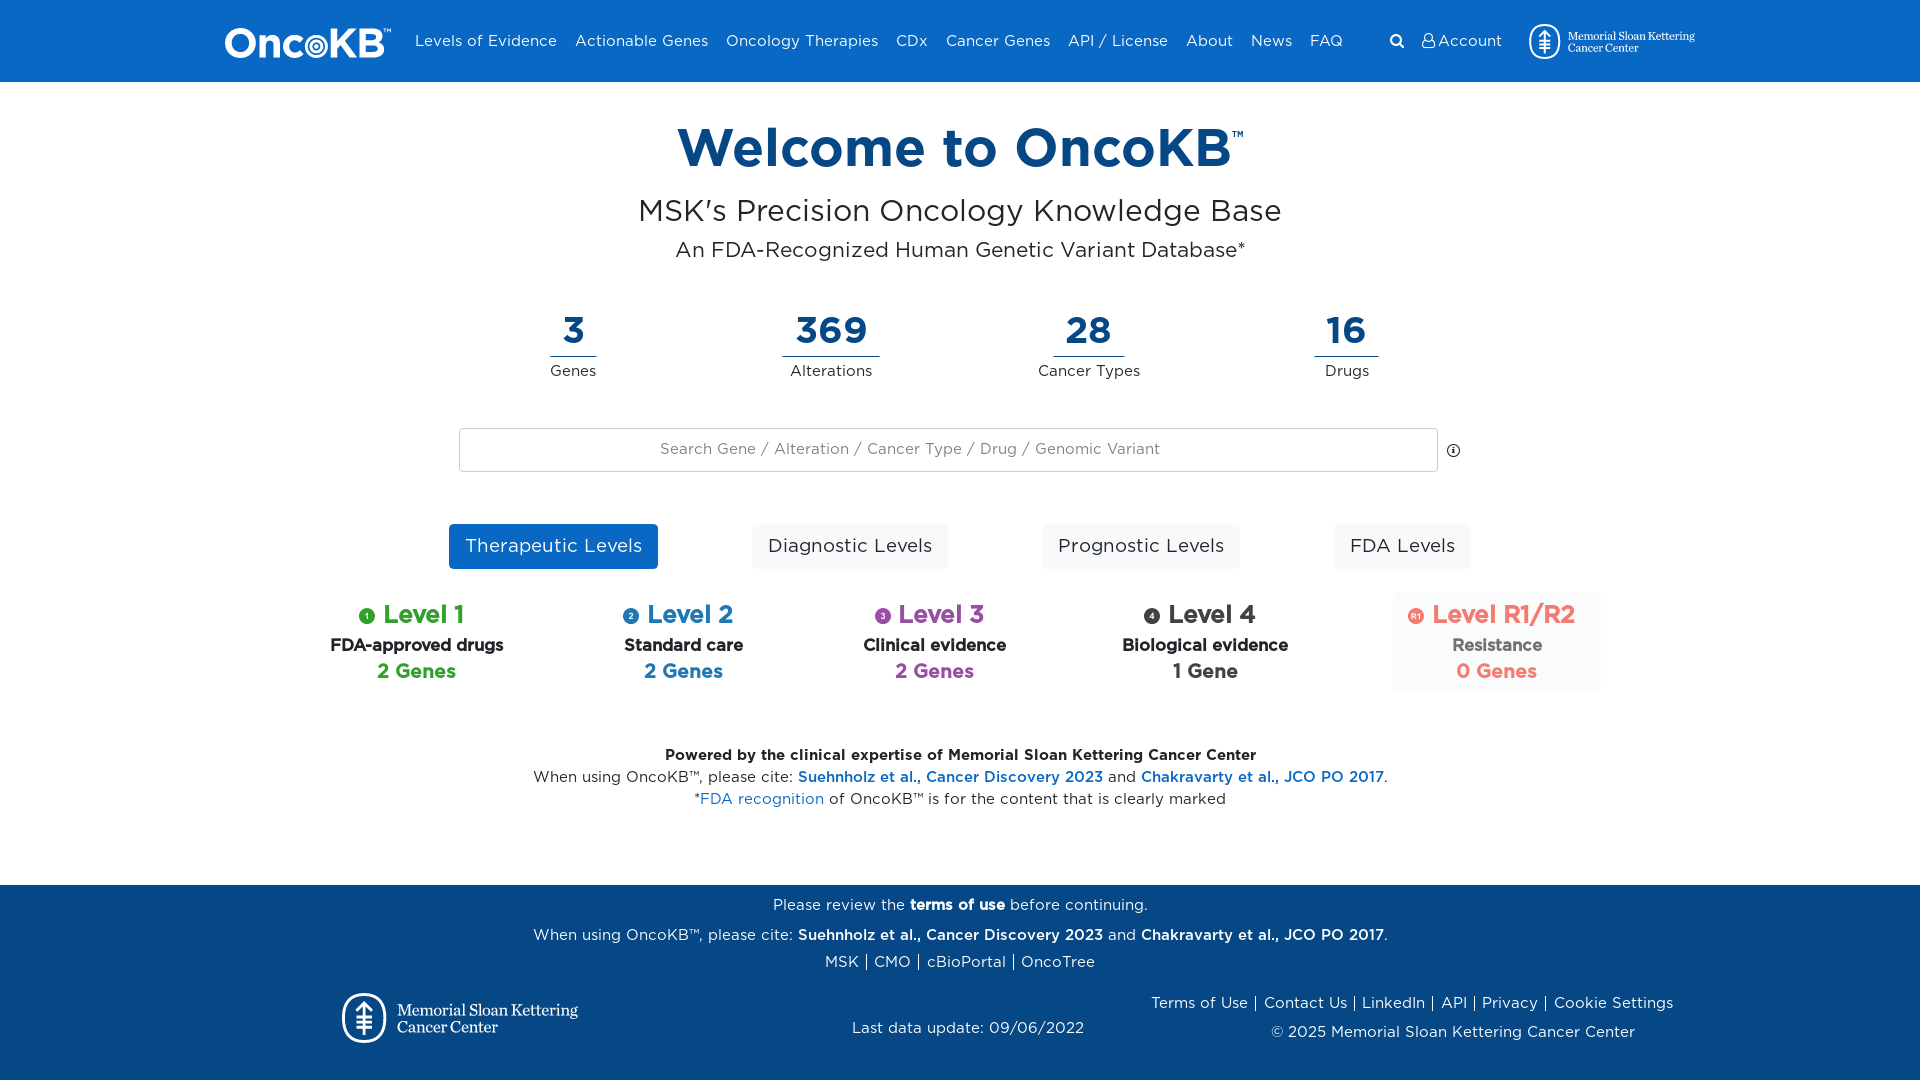 OncoKB™ Levels of Evidence Actionable Genes Oncology Therapies CDx Cancer Genes API / License About News FAQ Account Memorial Sloan Kettering Cancer Center
Welcome to OncoKB™
MSK's Precision Oncology Knowledge Base
An FDA-Recognized Human Genetic Variant Database*
3 369 28 16
Genes Alterations Cancer Types Drugs
Search Gene / Alteration / Cancer Type / Drug / Genomic Variant
Therapeutic Levels Diagnostic Levels Prognostic Levels FDA Levels
1 Level 1
FDA-approved drugs
2 Genes
2 Level 2
Standard care
2 Genes
3 Level 3
Clinical evidence
2 Genes
4 Level 4
Biological evidence
1 Gene
R1 Level R1/R2
Resistance
0 Genes
Powered by the clinical expertise of Memorial Sloan Kettering Cancer Center
When using OncoKB™, please cite: Suehnholz et al., Cancer Discovery 2023 and Chakravarty et al., JCO PO 2017.
*FDA recognition of OncoKB™ is for the content that is clearly marked
Please review the terms of use before continuing.
When using OncoKB™, please cite: Suehnholz et al., Cancer Discovery 2023 and Chakravarty et al., JCO PO 2017.
MSK | CMO | cBioPortal | OncoTree
Memorial Sloan Kettering
Cancer Center
Last data update: 09/06/2022
Terms of Use | Contact Us | LinkedIn | API | Privacy | Cookie Settings
© 2025 Memorial Sloan Kettering Cancer Center